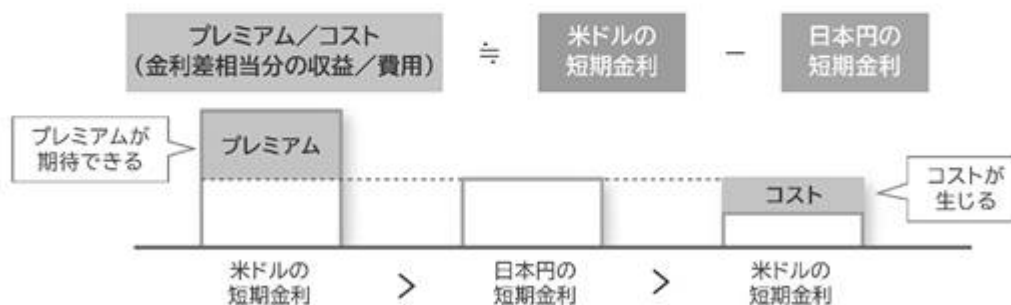 プレミアム／コスト
（金利差相当分の収益／費用）
≒
米ドルの
短期金利
－
日本円の
短期金利
プレミアムが
期待できる
プレミアム
コスト
コストが
生じる
米ドルの
短期金利
＞
日本円の
短期金利
＞
米ドルの
短期金利